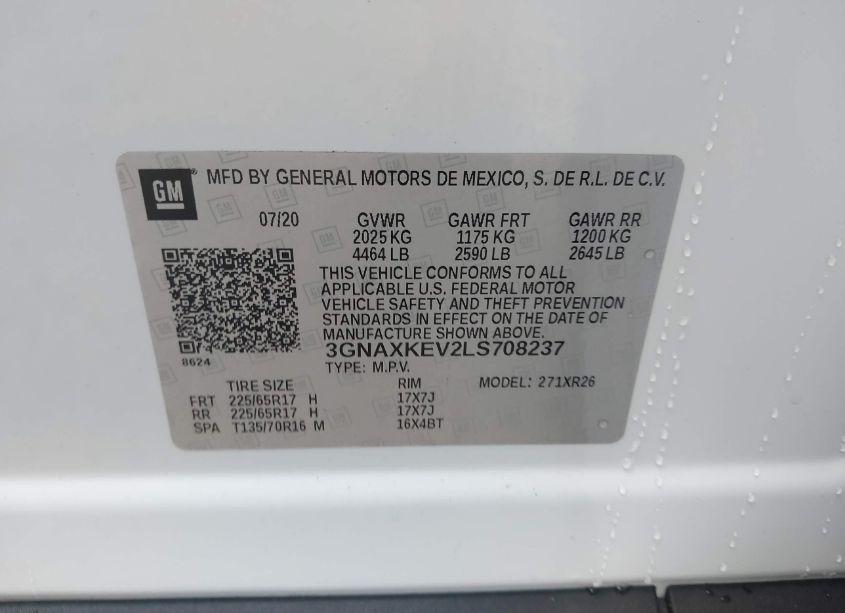 GM® MFD BY GENERAL MOTORS DE MEXICO, S. DE R.L. DE C.V.
07/20 GVWR GAWR FRT GAWR RR
2025 KG 1175 KG 1200 KG
4464 LB 2590 LB 2645 LB
THIS VEHICLE CONFORMS TO ALL
APPLICABLE U.S. FEDERAL MOTOR
VEHICLE SAFETY AND THEFT PREVENTION
STANDARDS IN EFFECT ON THE DATE OF
MANUFACTURE SHOWN ABOVE.
3GNAXKEV2LS708237
8624
TYPE: M.P.V.
TIRE SIZE RIM MODEL: 271XR26
FRT 225/65R17 H 17X7J
RR 225/65R17 H 17X7J
SPA T135/70R16 M 16X4BT